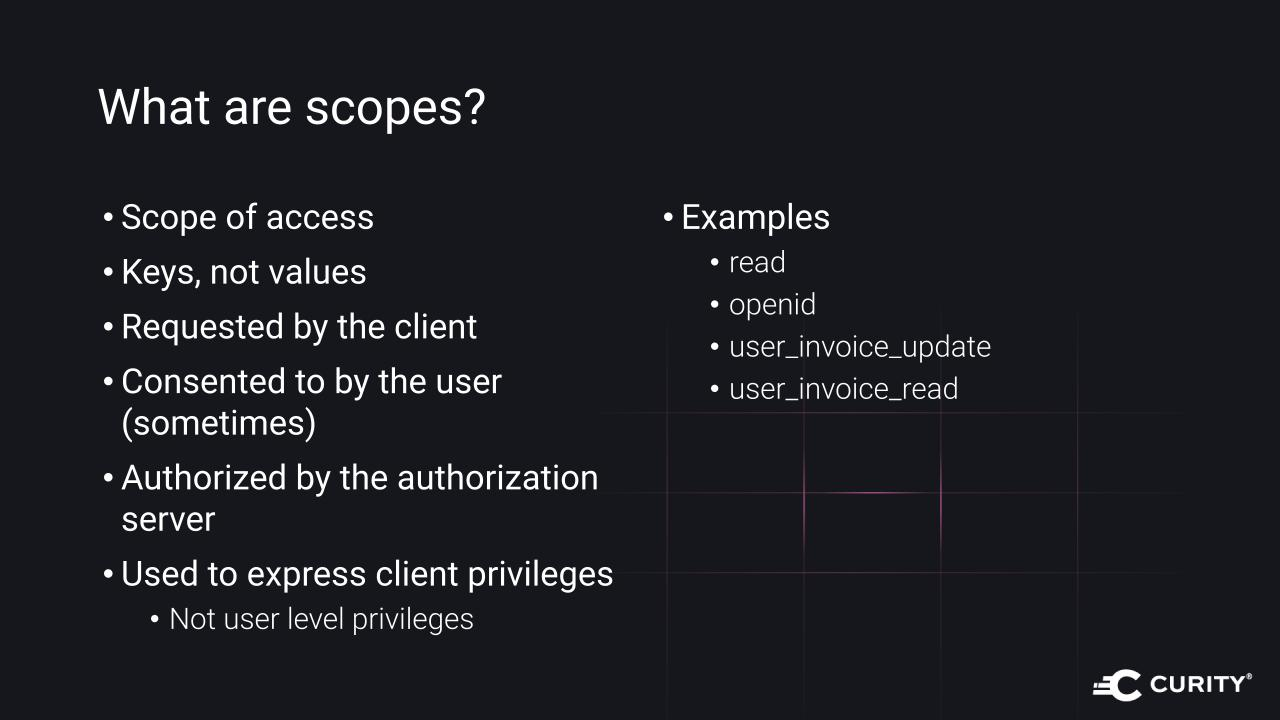 What are scopes?
• Scope of access
• Keys, not values
• Requested by the client
• Consented to by the user
(sometimes)
• Authorized by the authorization
server
• Used to express client privileges
• Not user level privileges
• Examples
• read
• openid
• user_invoice_update
• user_invoice_read
CURITY®